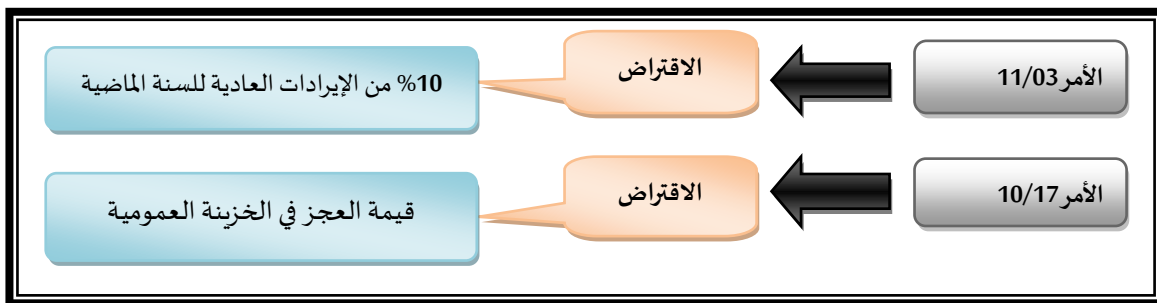 الأمر 11/03
الاقتراض
10% من الإيرادات العادية للسنة الماضية
الأمر 10/17
الاقتراض
قيمة العجز في الخزينة العمومية